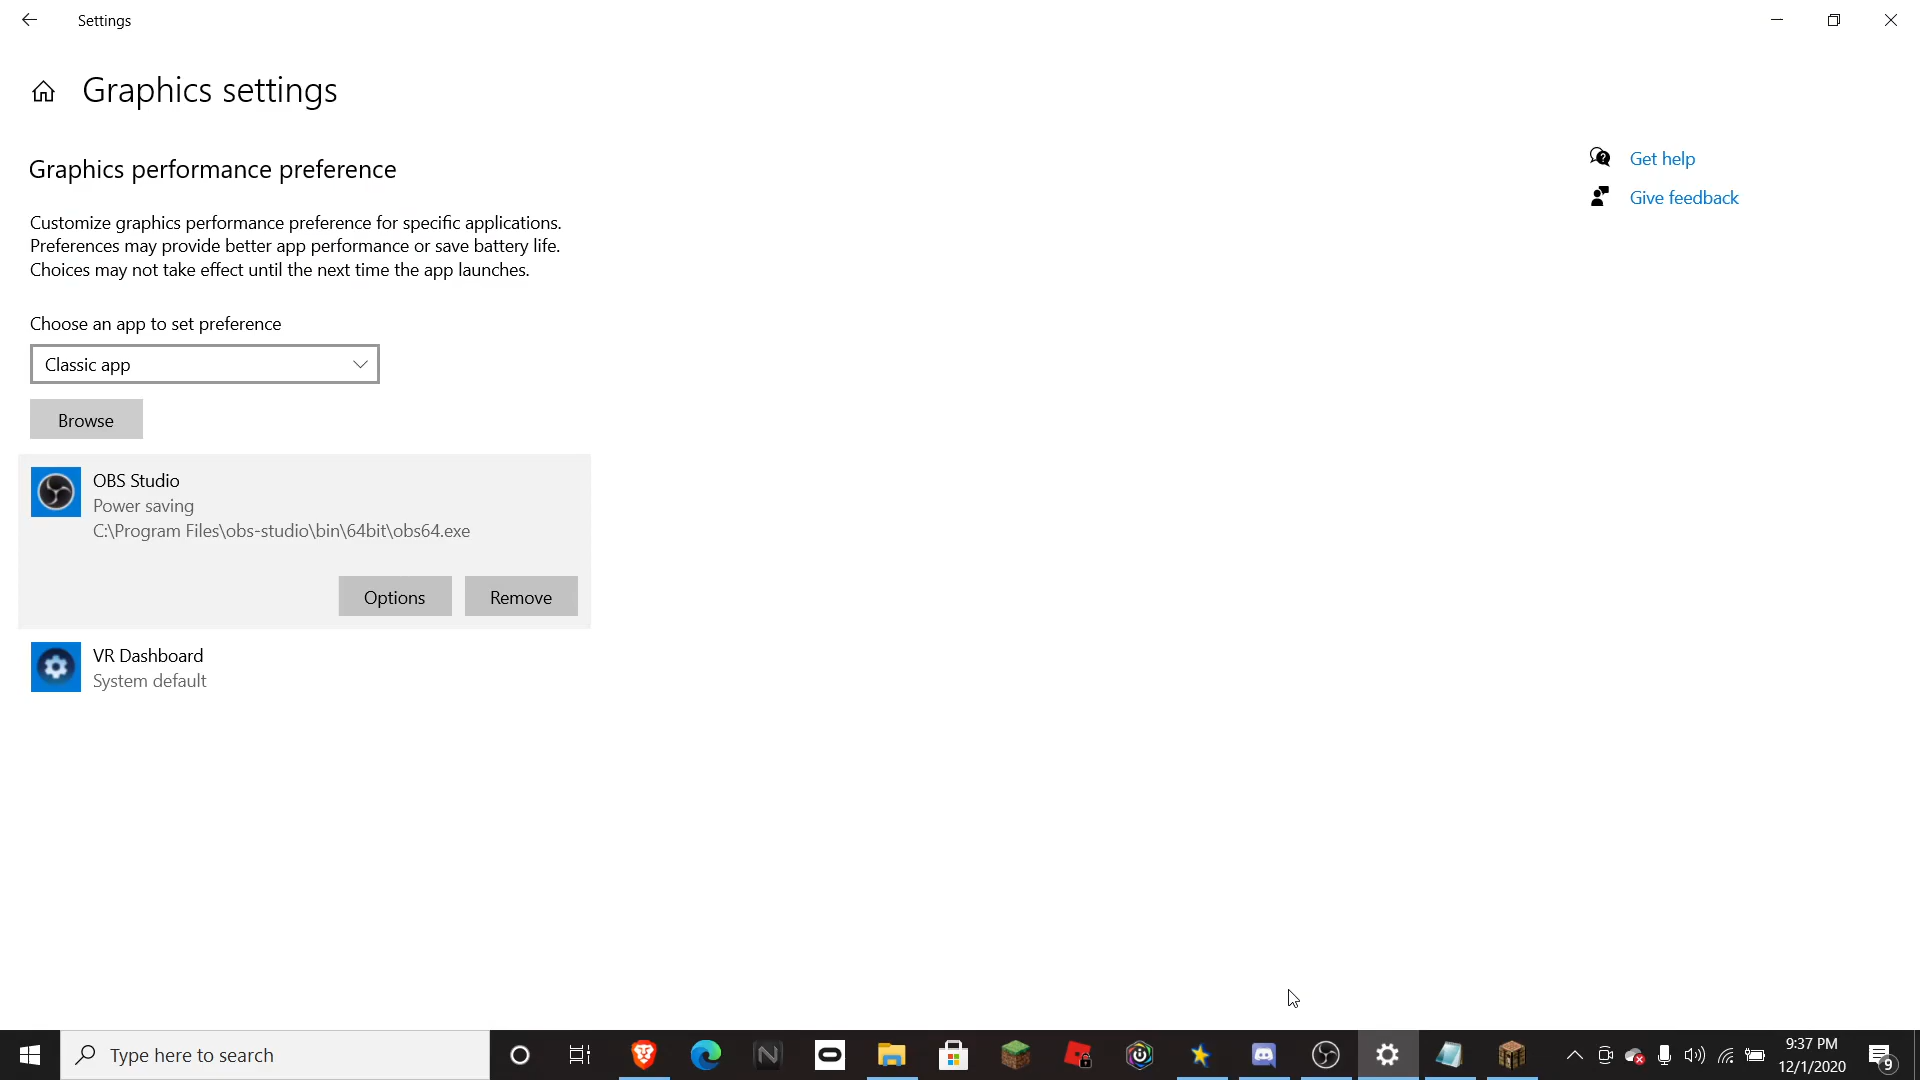 Settings
Graphics settings
Graphics performance preference
Customize graphics performance preference for specific applications.
Preferences may provide better app performance or save battery life.
Choices may not take effect until the next time the app launches.
Choose an app to set preference
Classic app
Browse
OBS Studio
Power saving
C:\Program Files\obs-studio\bin\64bit\obs64.exe
Options
Remove
VR Dashboard
System default
Get help
Give feedback
Type here to search
9:37 PM
12/1/2020
9